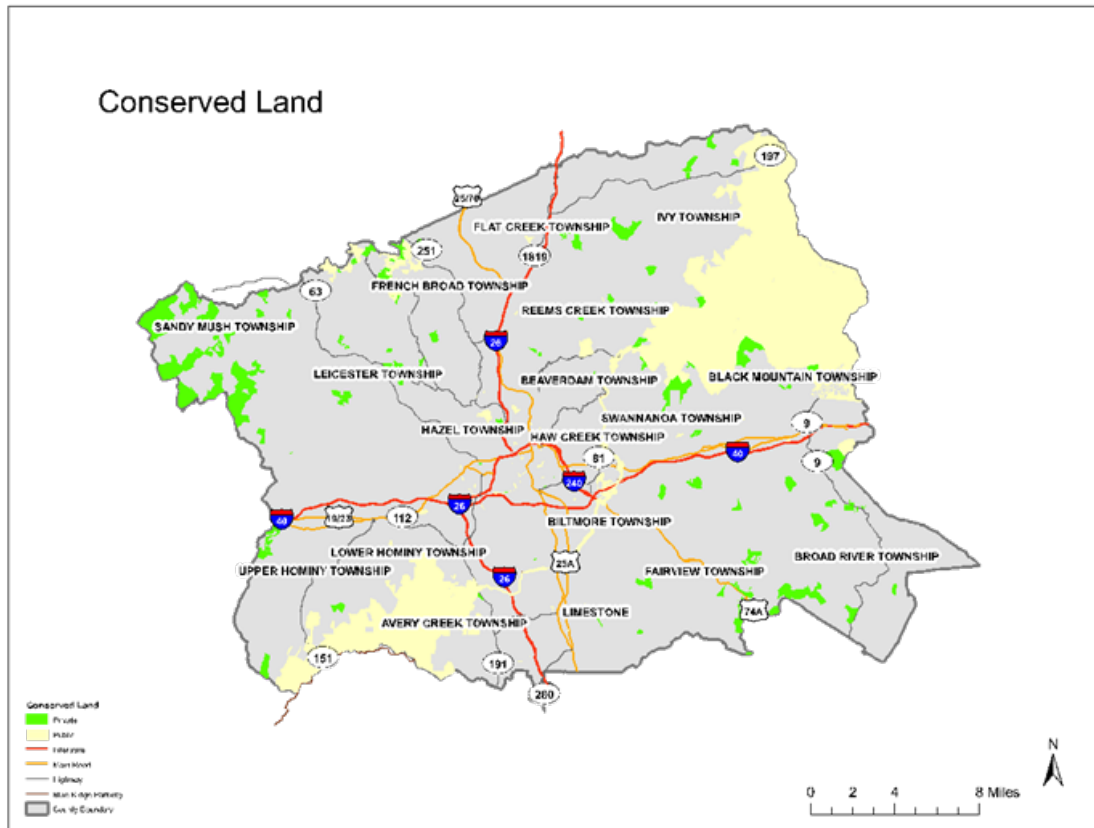 Conserved Land
197
25/70
IVY TOWNSHIP
FLAT CREEK TOWNSHIP
251
1819
FRENCH BROAD TOWNSHIP
63
REEMS CREEK TOWNSHIP
SANDY MUSH TOWNSHIP
26
LEICESTER TOWNSHIP
BEAVERDAM TOWNSHIP
BLACK MOUNTAIN TOWNSHIP
SWANNANOA TOWNSHIP
HAZEL TOWNSHIP
HAW CREEK TOWNSHIP
9
81
40
9
240
26
40
19/23
112
BILTMORE TOWNSHIP
LOWER HOMINY TOWNSHIP
BROAD RIVER TOWNSHIP
UPPER HOMINY TOWNSHIP
25A
FAIRVIEW TOWNSHIP
26
74A
LIMESTONE
AVERY CREEK TOWNSHIP
151
191
280
Conserved Land
Private
Public
Interstate
Main Road
Highway
Blue Ridge Parkway
County Boundary
N
0 2 4 8 Miles